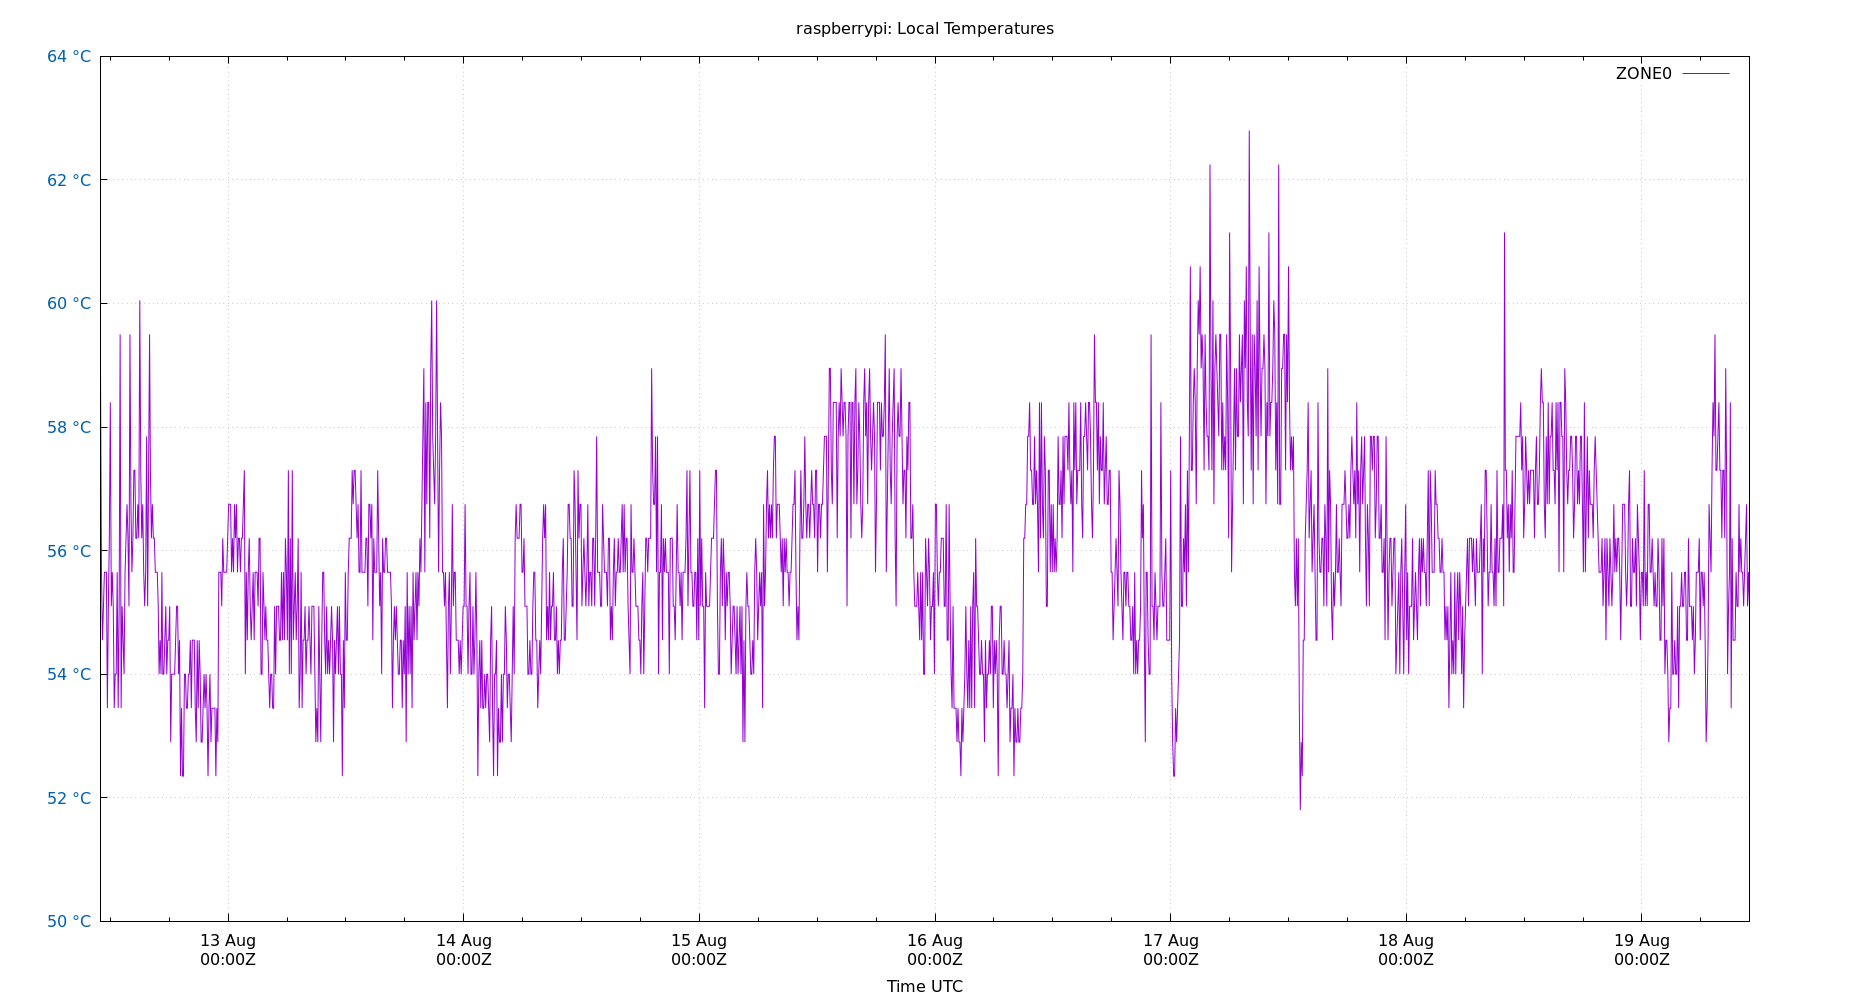 raspberrypi: Local Temperatures
ZONE0
64 °C
62 °C
60 °C
58 °C
56 °C
54 °C
52 °C
50 °C
13 Aug 14 Aug 15 Aug 16 Aug 17 Aug 18 Aug 19 Aug
00:00Z 00:00Z 00:00Z 00:00Z 00:00Z 00:00Z 00:00Z
Time UTC